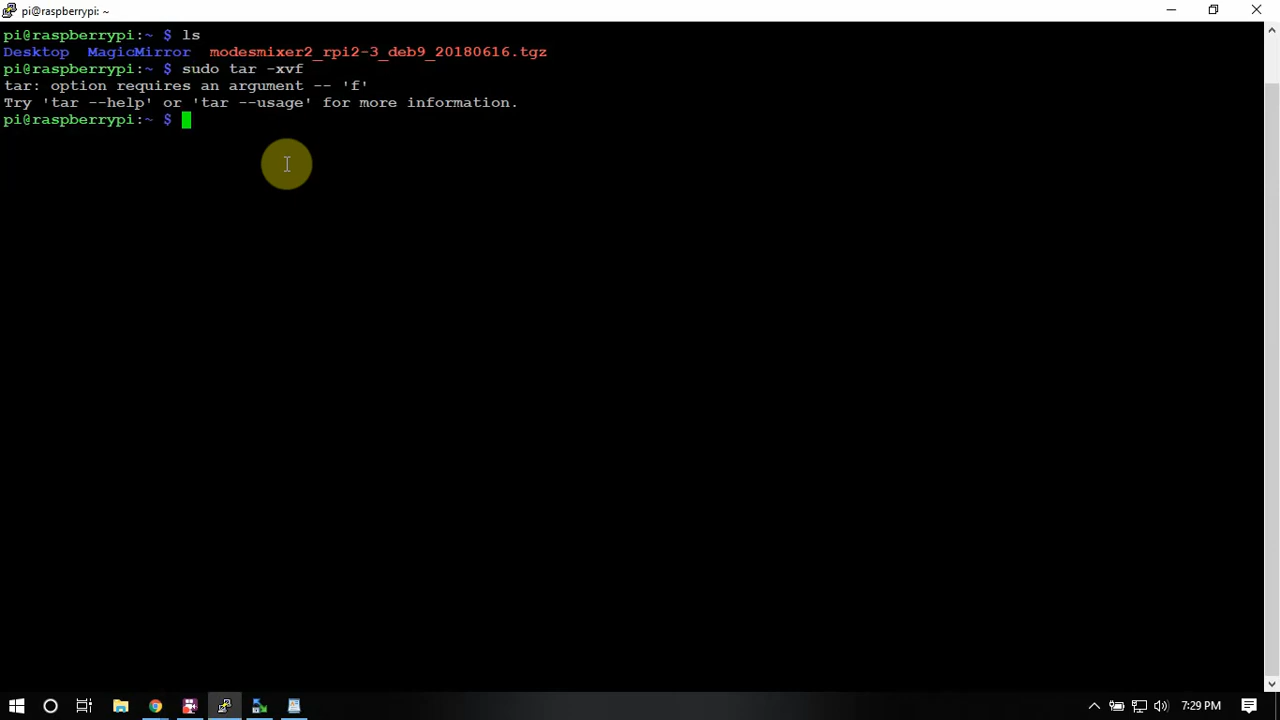 pi@raspberrypi: ~
pi@raspberrypi:~ $ ls
Desktop  MagicMirror  modesmixer2_rpi2-3_deb9_20180616.tgz
pi@raspberrypi:~ $ sudo tar -xvf
tar: option requires an argument -- 'f'
Try 'tar --help' or 'tar --usage' for more information.
pi@raspberrypi:~ $
7:29 PM